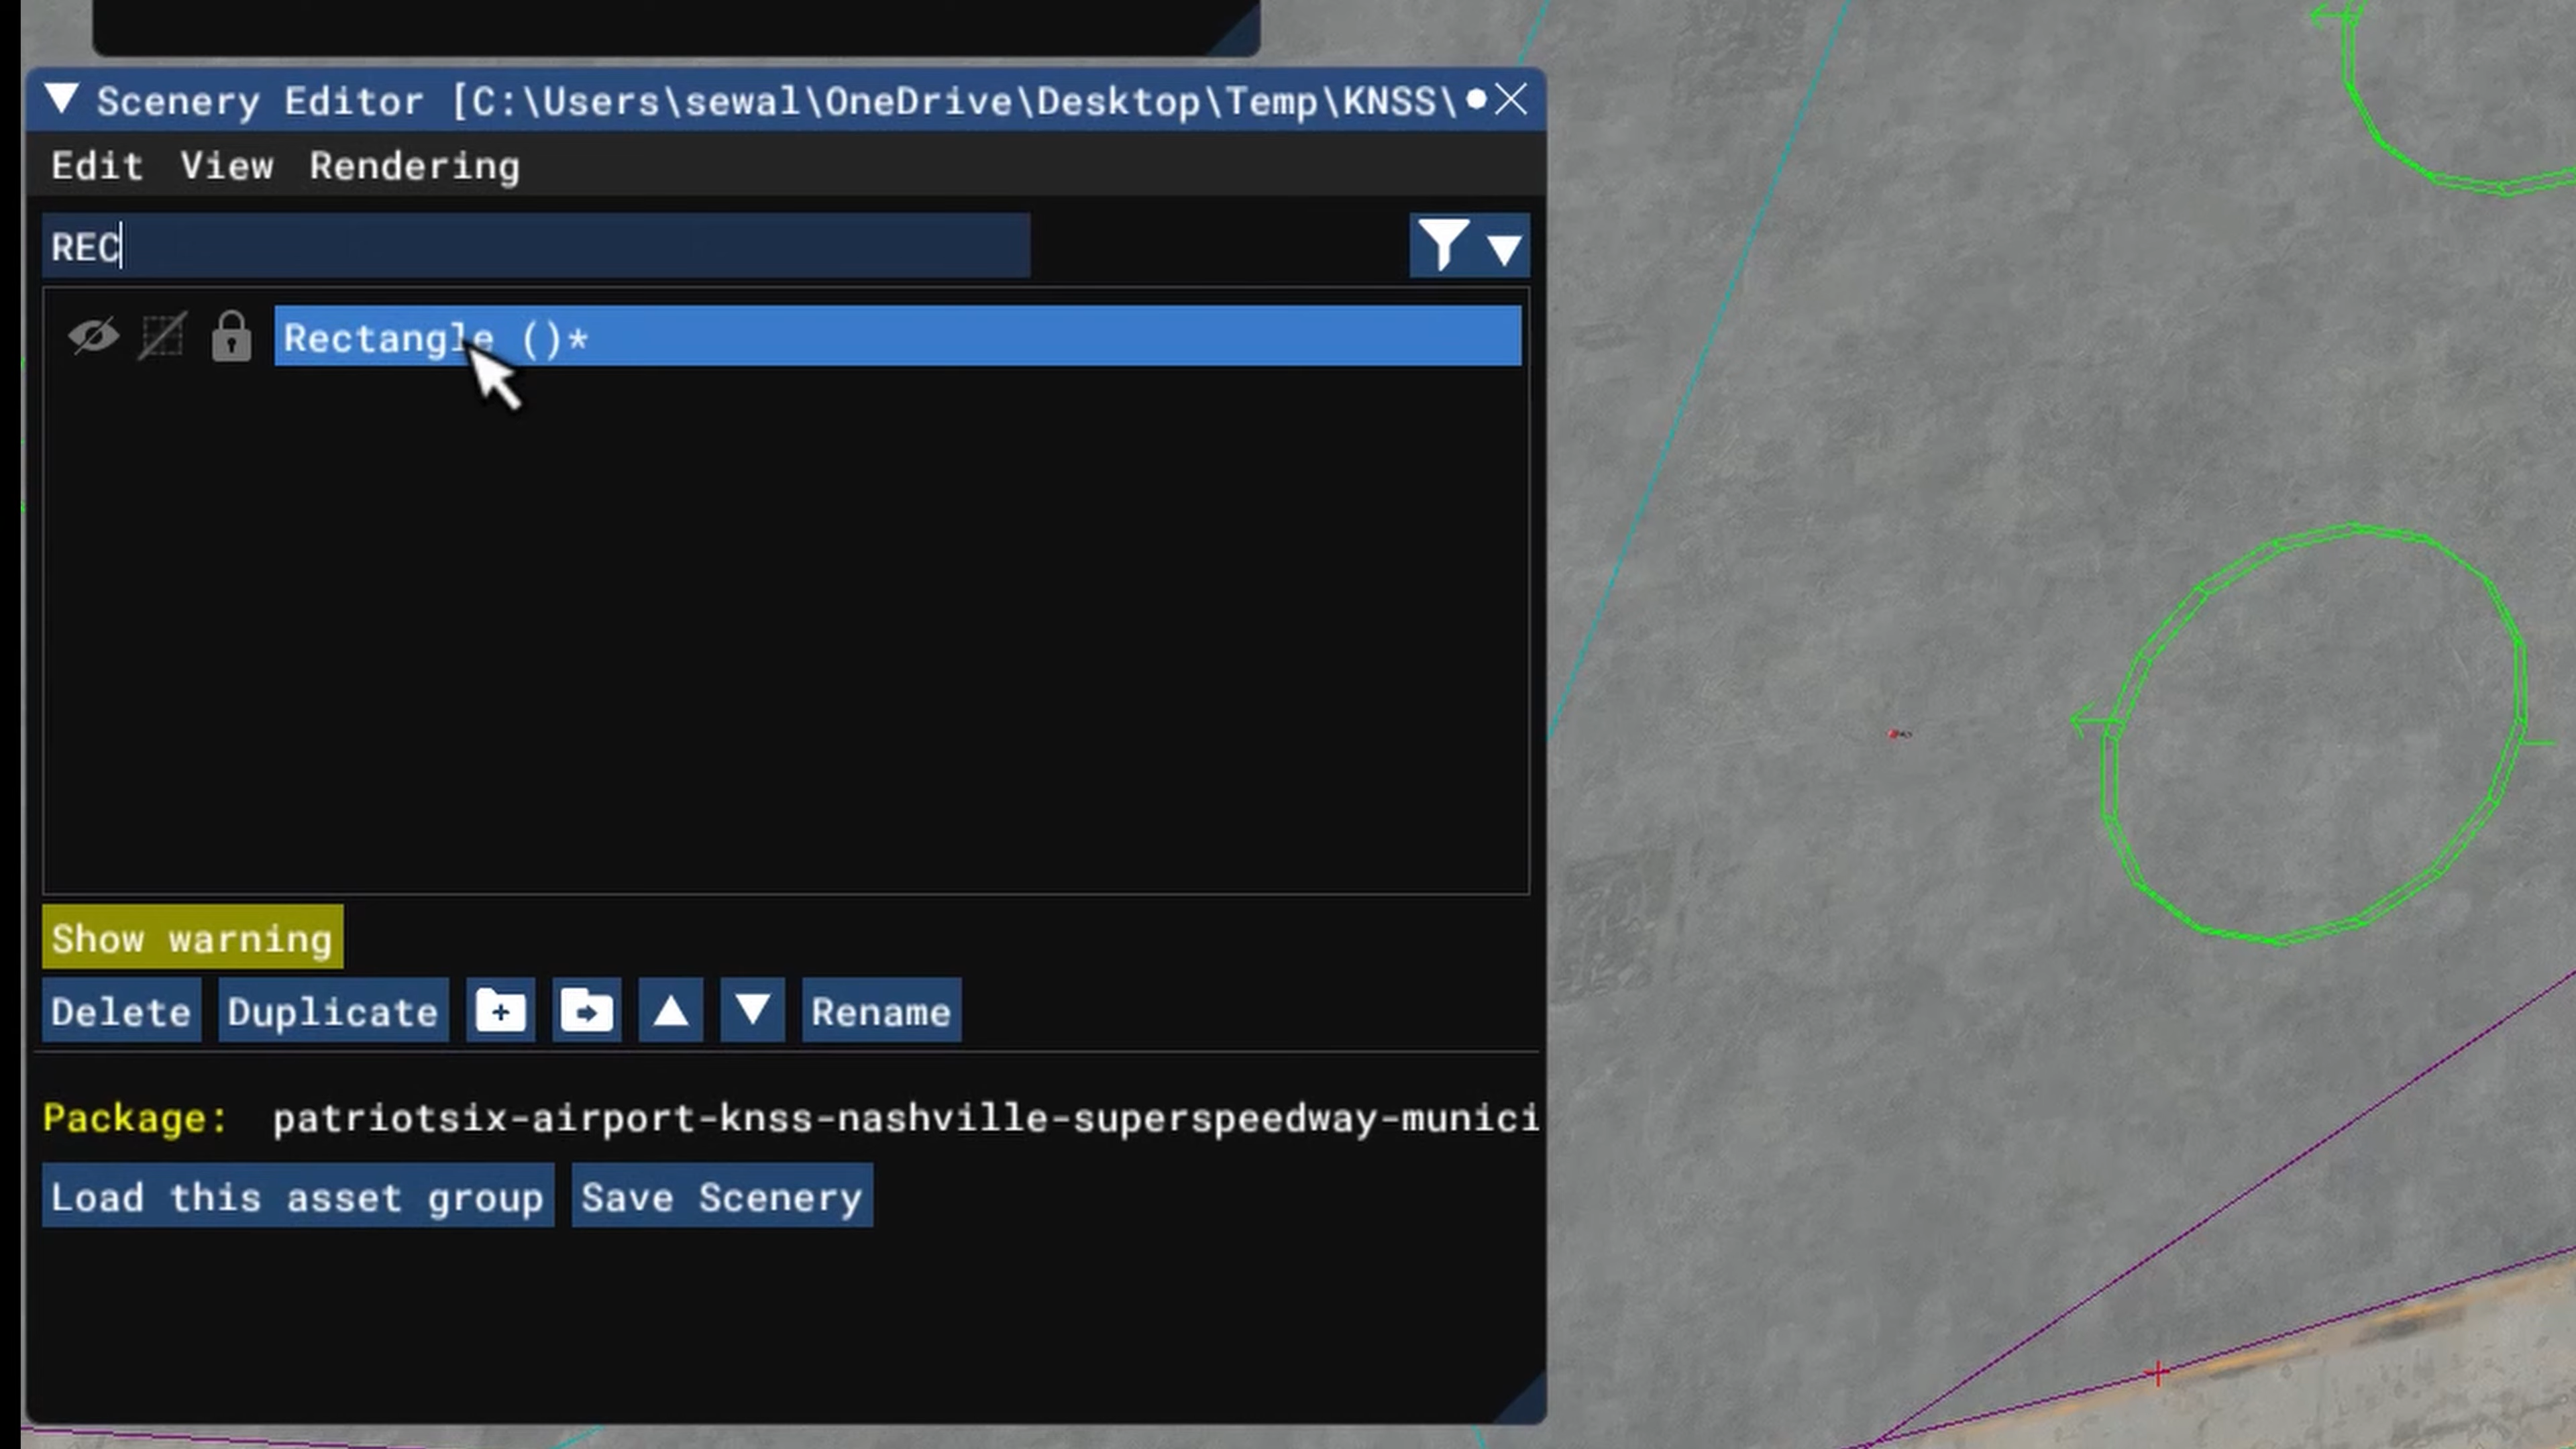 Scenery Editor [C:\Users\sewal\OneDrive\Desktop\Temp\KNSS\
Edit View Rendering
REC
Rectangle ()*
Show warning
Delete Duplicate Rename
Package: patriotsix-airport-knss-nashville-superspeedway-munici
Load this asset group Save Scenery